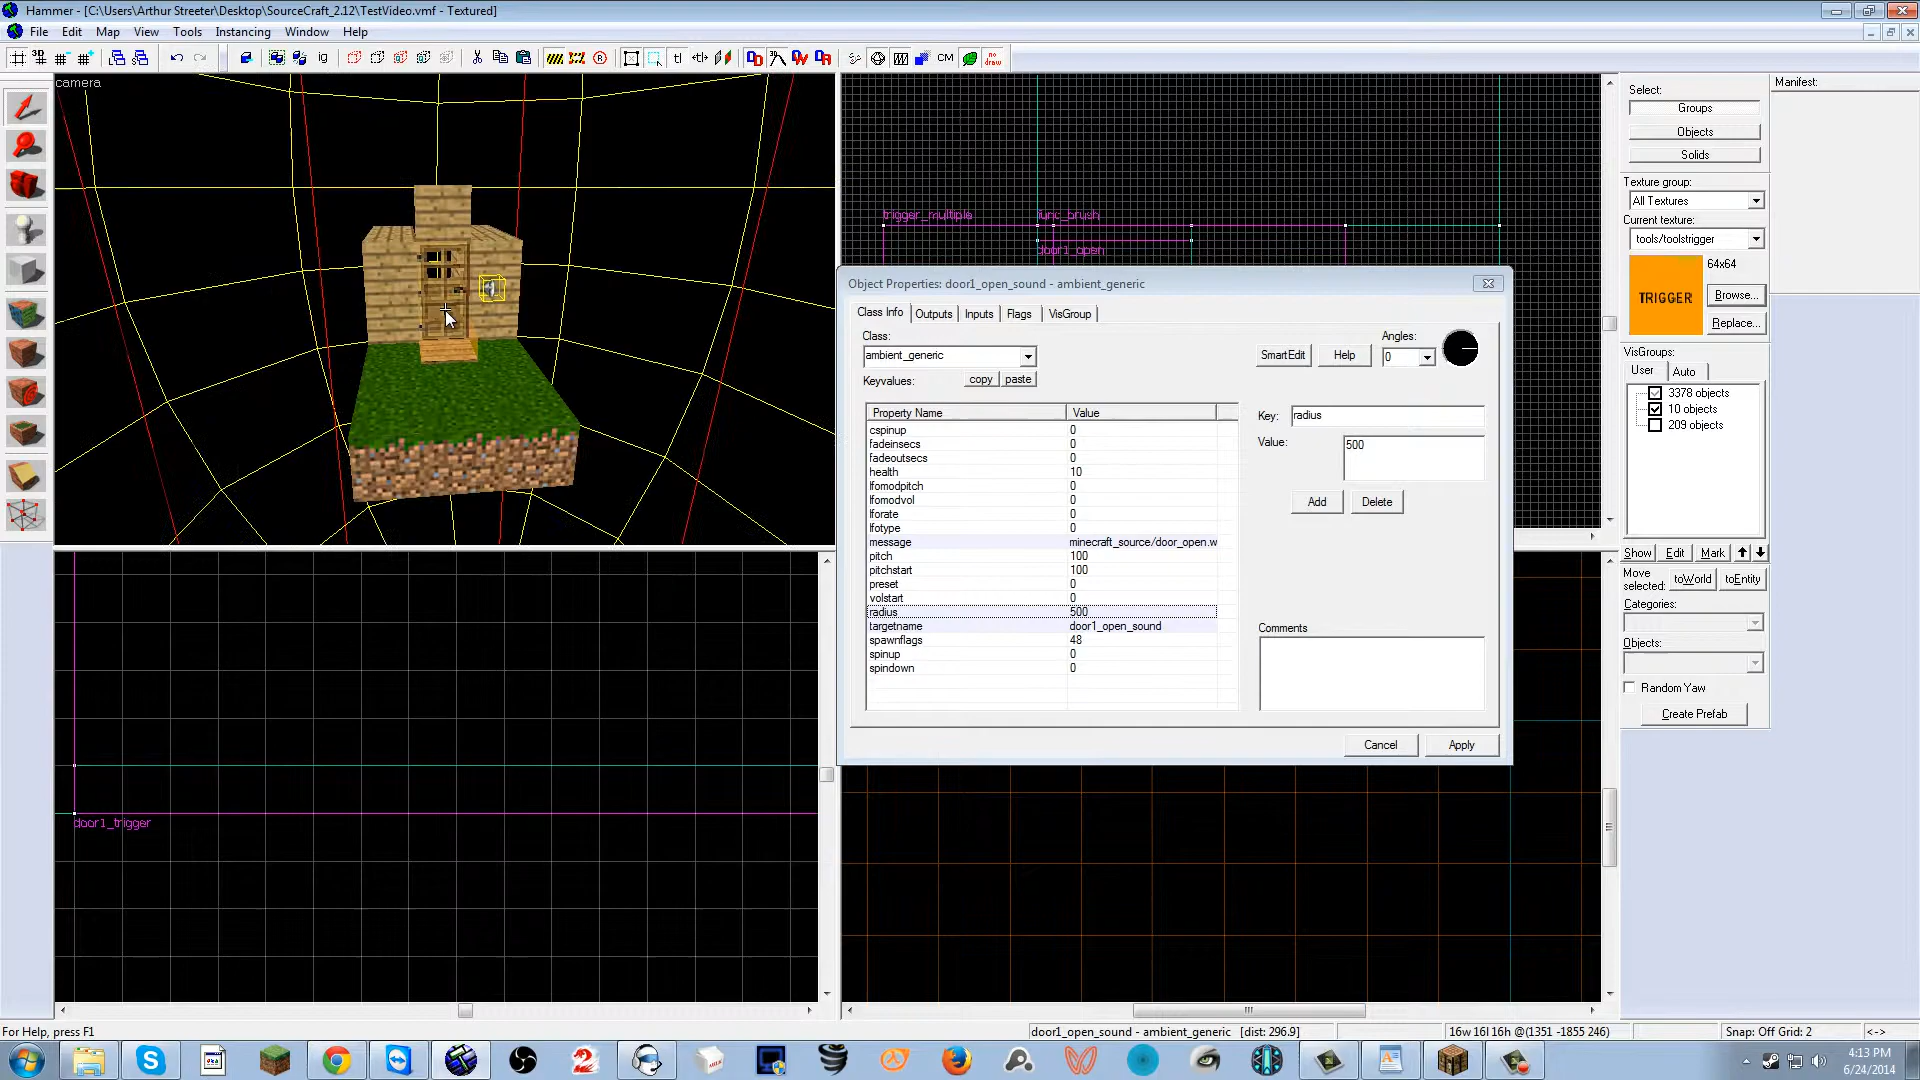 Hammer - [C:\Users\Arthur Streeter\Desktop\SourceCraft_2.12\TestVideo.vmf - Textured]
File Edit Map View Tools Instancing Window Help
camera
trigger_multiple
func_brush
door1_open
door1_trigger
Object Properties: door1_open_sound - ambient_generic
Class Info Outputs Inputs Flags VisGroup
Class:
ambient_generic
SmartEdit Help
Angles:
0
Keyvalues: copy paste
Property Name Value
cspinup 0
fadeinsecs 0
fadeoutsecs 0
health 10
lfomodpitch 0
lfomodvol 0
lforate 0
lfotype 0
message minecraft_source/door_open.w
pitch 100
pitchstart 100
preset 0
volstart 0
radius 500
targetname door1_open_sound
spawnflags 48
spinup 0
spindown 0
Key: radius
Value: 500
Add Delete
Comments
Cancel Apply
Select:
Groups
Objects
Solids
Texture group:
All Textures
Current texture:
tools/toolstrigger
64x64
TRIGGER
Browse...
Replace...
VisGroups:
User Auto
3378 objects
10 objects
209 objects
Show Edit Mark
Move selected: toWorld toEntity
Categories:
Objects:
Random Yaw
Create Prefab
Manifest:
For Help, press F1
door1_open_sound - ambient_generic [dist: 296.9]
16w 16l 16h @(1351 -1855 246)
Snap: Off Grid: 2
<->
4:13 PM
6/24/2014